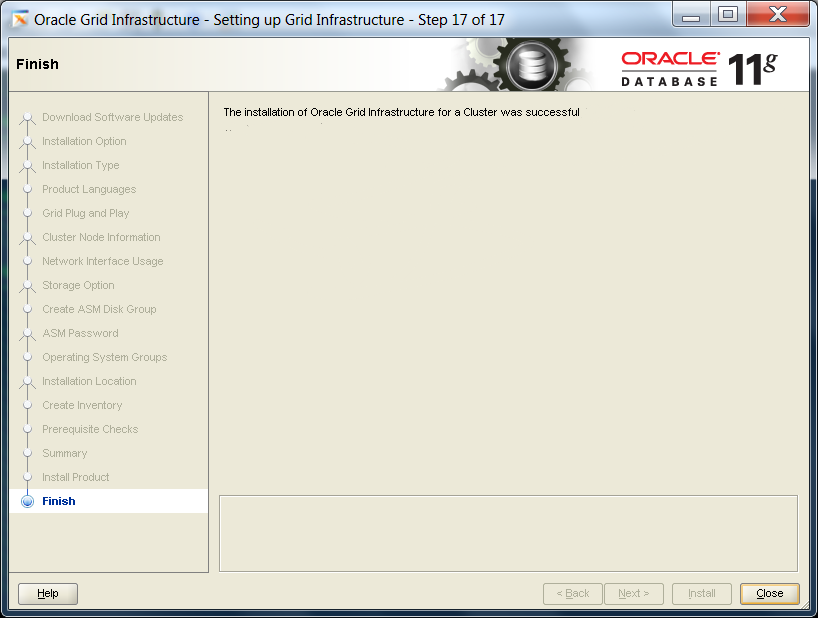 Oracle Grid Infrastructure - Setting up Grid Infrastructure - Step 17 of 17
Finish
ORACLE
DATABASE
11g
Download Software Updates
Installation Option
Installation Type
Product Languages
Grid Plug and Play
Cluster Node Information
Network Interface Usage
Storage Option
Create ASM Disk Group
ASM Password
Operating System Groups
Installation Location
Create Inventory
Prerequisite Checks
Summary
Install Product
Finish
The installation of Oracle Grid Infrastructure for a Cluster was successful
Help
< Back
Next >
Install
Close